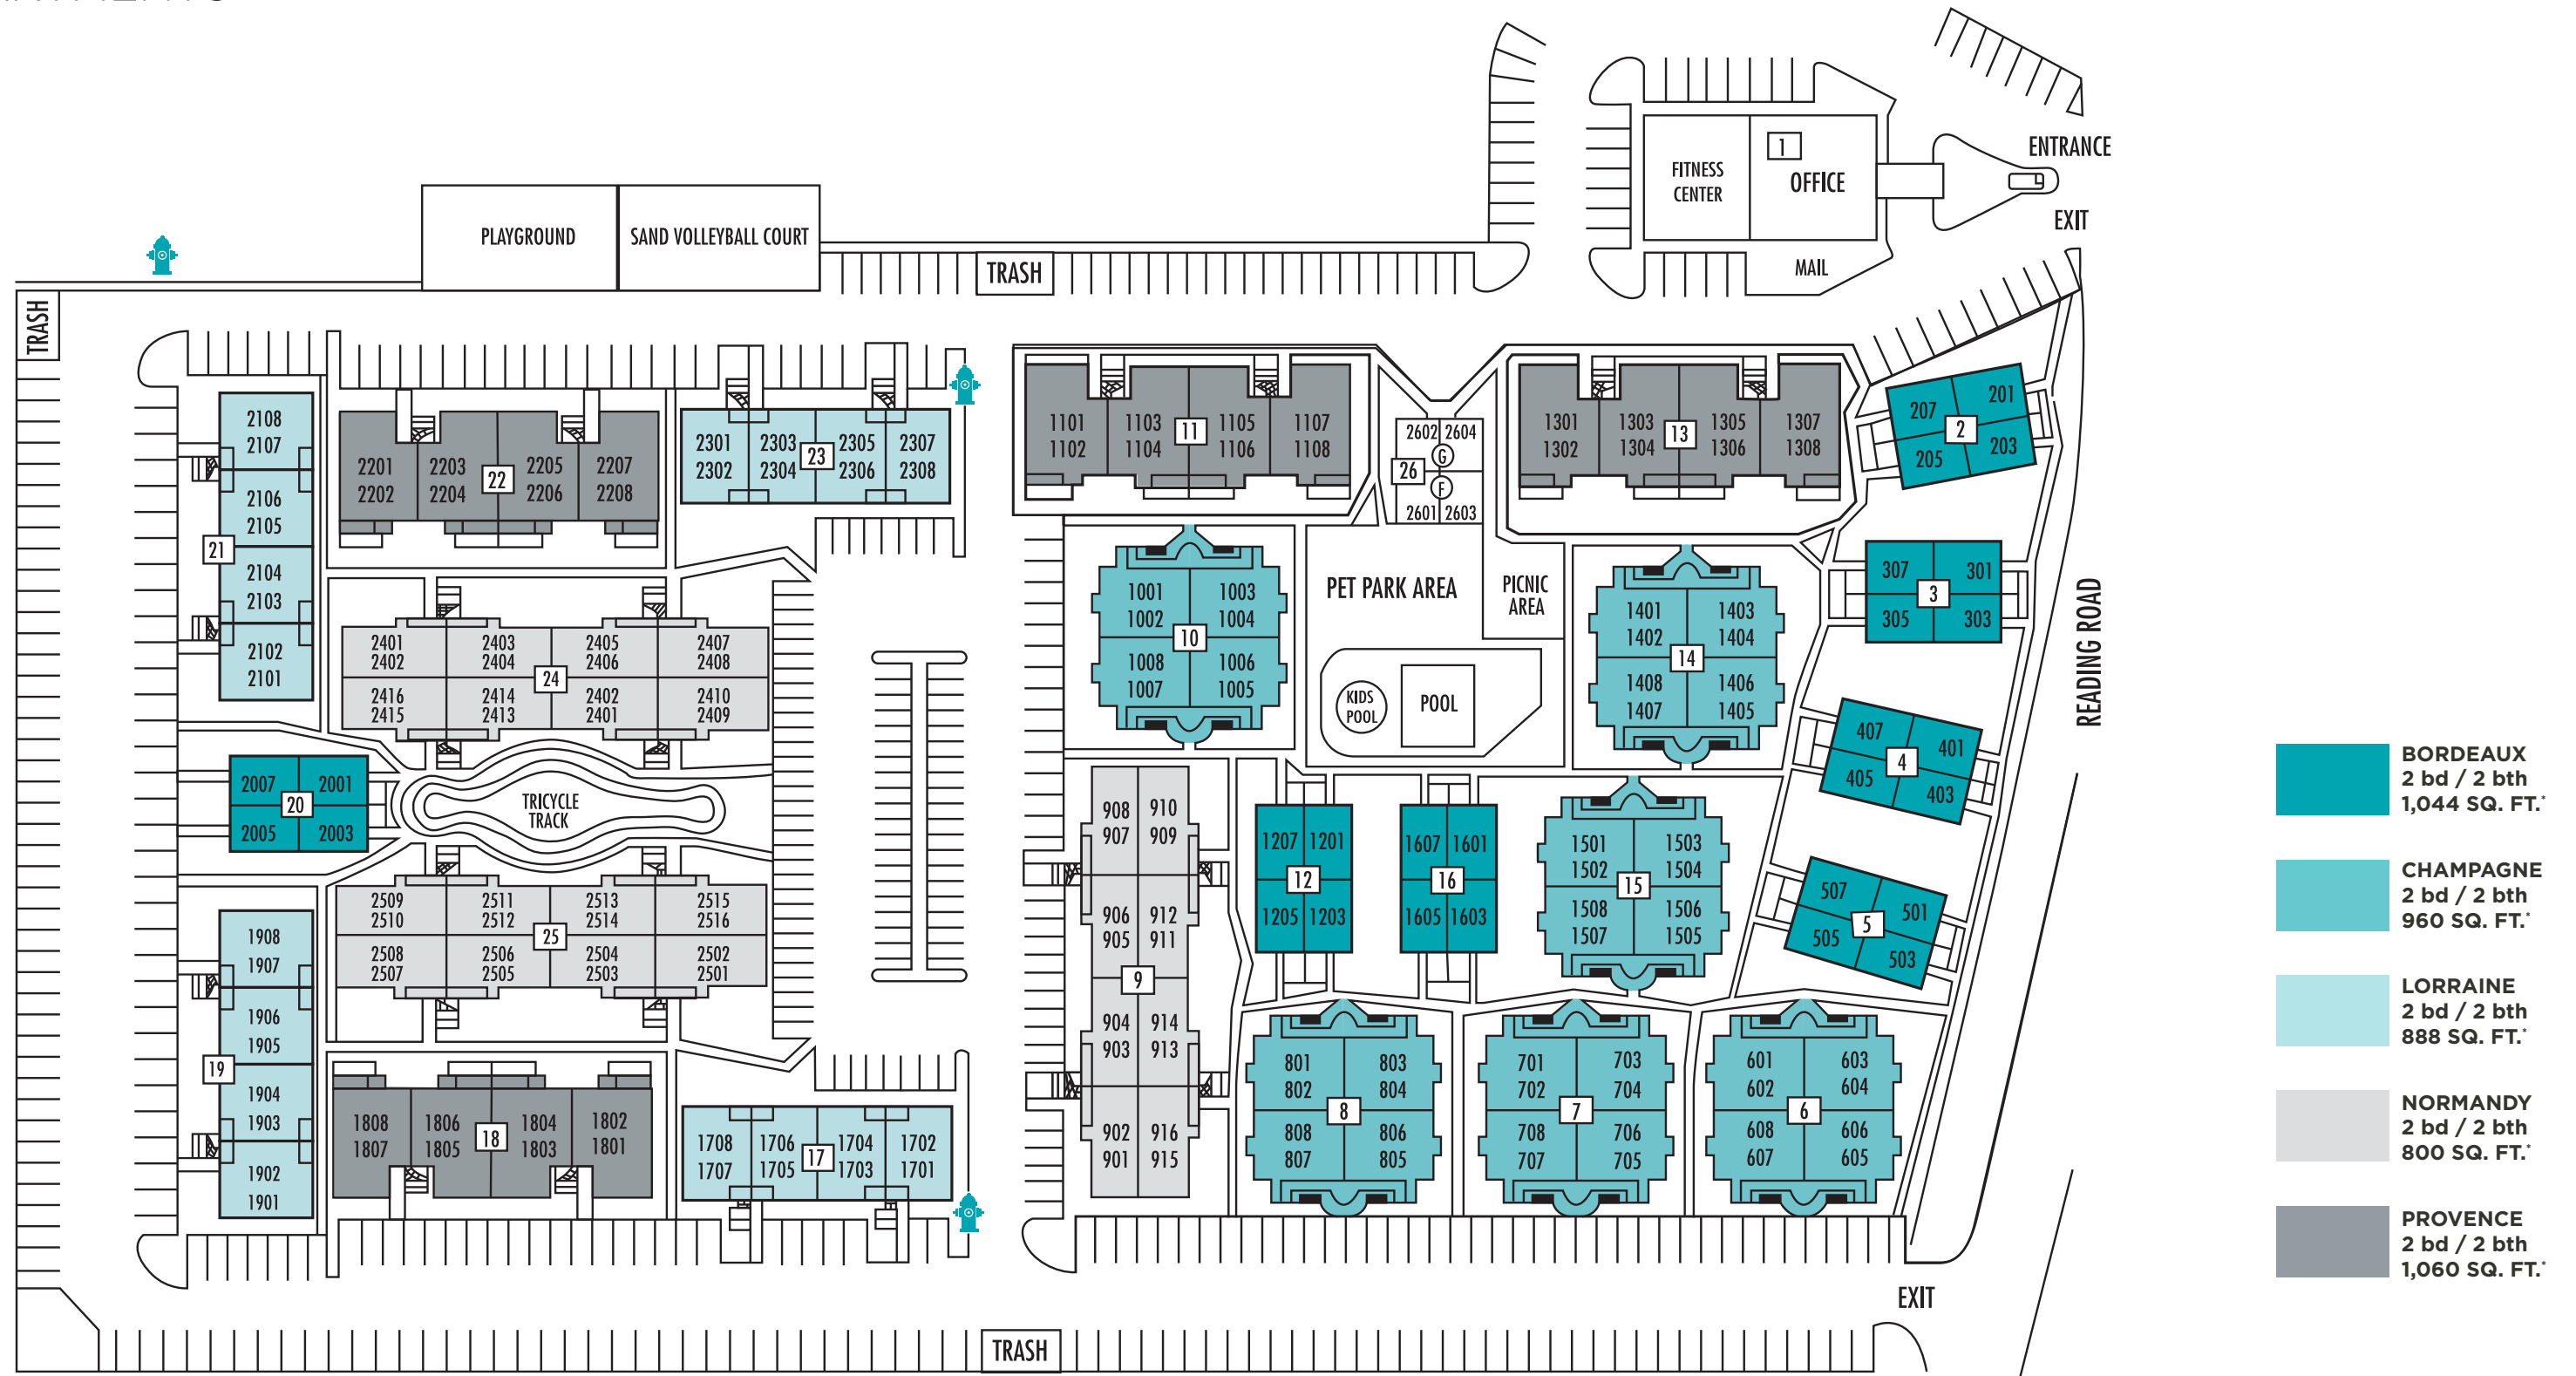 1
FITNESS
CENTER
OFFICE
ENTRANCE
EXIT
MAIL
PLAYGROUND
SAND VOLLEYBALL COURT
TRASH
TRASH
2108
2107
2106
2105
21
2104
2103
2102
2101
2201 2203 2205 2207
2202 2204 22 2206 2208
2301 2303 23 2305 2307
2302 2304 2306 2308
1101 1103 11 1105 1107
1102 1104 1106 1108
2602 2604
G
26
F
2601 2603
1301 1303 13 1305 1307
1302 1304 1306 1308
207 201
2
205 203
307 301
3
305 303
407 401
4
405 403
507 501
5
505 503
READING ROAD
PET PARK AREA
PICNIC
AREA
KIDS
POOL
POOL
1001 1003
1002 1004
10
1008 1006
1007 1005
1401 1403
1402 1404
14
1408 1406
1407 1405
2401 2403 2405 2407
2402 2404 2406 2408
24
2416 2414 2402 2410
2415 2413 2401 2409
2007 2001
20
2005 2003
TRICYCLE
TRACK
2509 2511 2513 2515
2510 2512 2514 2516
25
2508 2506 2504 2502
2507 2505 2503 2501
908 910
907 909
906 912
905 911
9
904 914
903 913
902 916
901 915
1207 1201
12
1205 1203
1607 1601
16
1605 1603
1501 1503
1502 1504
15
1508 1506
1507 1505
1908
1907
1906
1905
19
1904
1903
1902
1901
1808 1806 18 1804 1802
1807 1805 1803 1801
1708 1706 17 1704 1702
1707 1705 1703 1701
801 803
802 804
8
808 806
807 805
701 703
702 704
7
708 706
707 705
601 603
602 604
6
608 606
607 605
EXIT
TRASH
BORDEAUX
2 bd / 2 bth
1,044 SQ. FT.*
CHAMPAGNE
2 bd / 2 bth
960 SQ. FT.*
LORRAINE
2 bd / 2 bth
888 SQ. FT.*
NORMANDY
2 bd / 2 bth
800 SQ. FT.*
PROVENCE
2 bd / 2 bth
1,060 SQ. FT.*